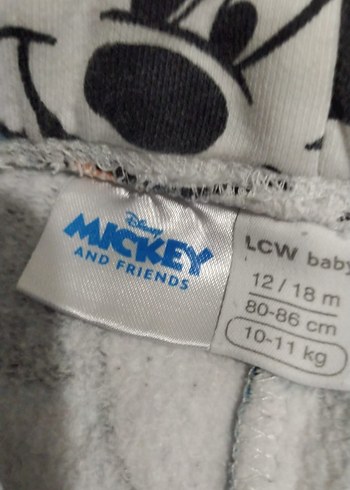 Disney
MICKEY
AND FRIENDS
LCW baby
12 / 18 m
80-86 cm
10-11 kg